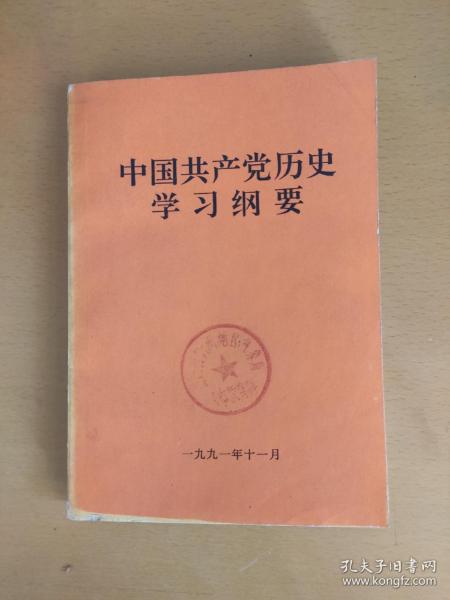 中国共产党历史
学习纲要
一九九一年十一月
孔夫子旧书网
www.kongfz.com